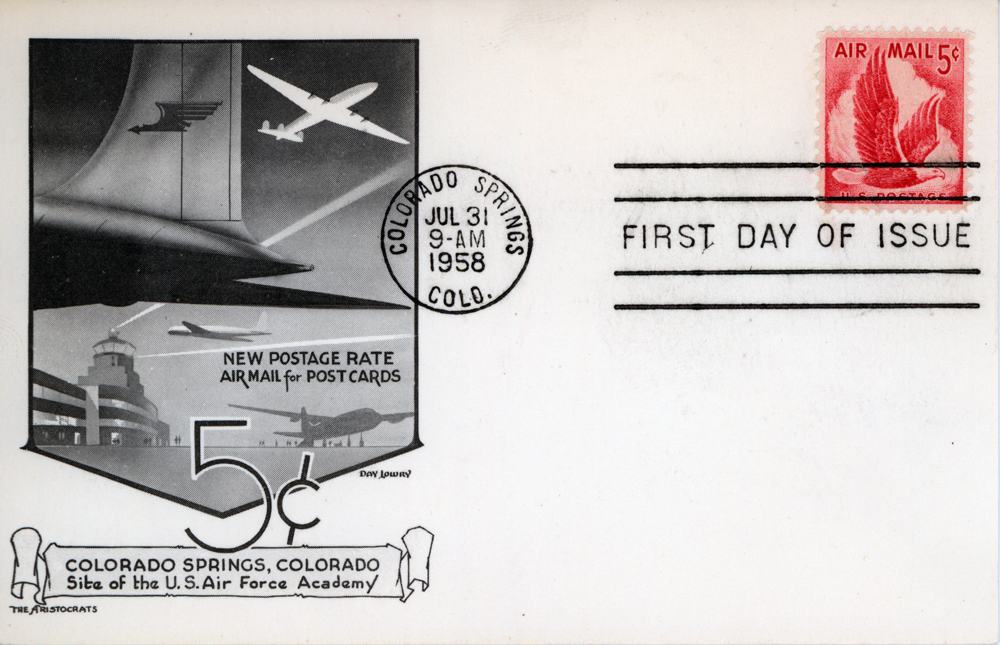 AIR MAIL 5¢
U.S. POSTAGE
COLORADO SPRINGS
JUL 31
9-AM
1958
COLO.
FIRST DAY OF ISSUE
NEW POSTAGE RATE
AIR MAIL for POST CARDS
5¢
DAY LOWRY
COLORADO SPRINGS, COLORADO
Site of the U.S. Air Force Academy
THE ARISTOCRATS